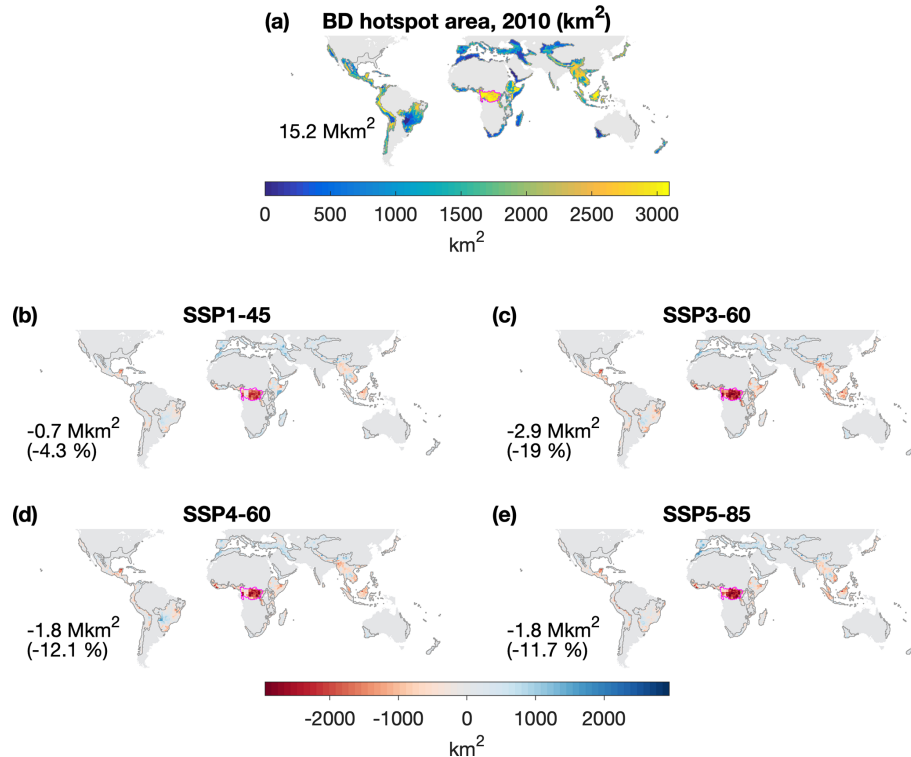 (a) BD hotspot area, 2010 (km²)
15.2 Mkm²
0 500 1000 1500 2000 2500 3000
km²
(b) SSP1-45
-0.7 Mkm²
(-4.3 %)
(c) SSP3-60
-2.9 Mkm²
(-19 %)
(d) SSP4-60
-1.8 Mkm²
(-12.1 %)
(e) SSP5-85
-1.8 Mkm²
(-11.7 %)
-2000 -1000 0 1000 2000
km²